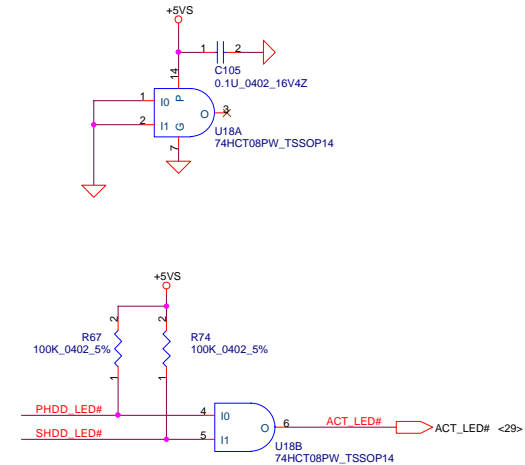 +5VS
1
2
C105
0.1U_0402_16V4Z
14
1
I0
P
2
I1
G
O
3
7
U18A
74HCT08PW_TSSOP14
+5VS
2
2
R67
100K_0402_5%
R74
100K_0402_5%
1
1
PHDD_LED#
4
I0
SHDD_LED#
5
I1
O
6
ACT_LED#
ACT_LED# <29>
U18B
74HCT08PW_TSSOP14